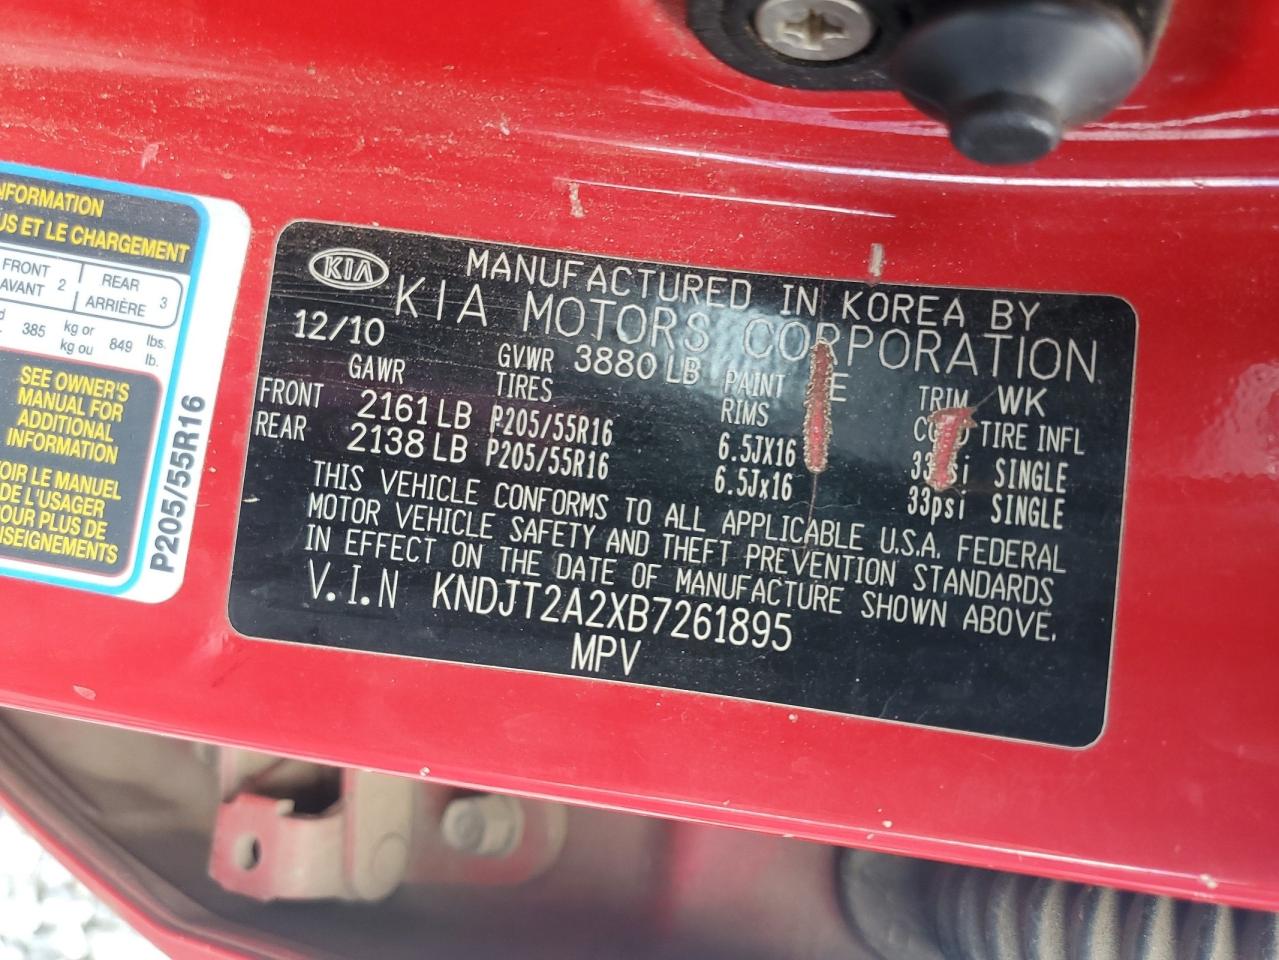 NFORMATION
US ET LE CHARGEMENT
FRONT
AVANT 2
REAR
ARRIÈRE 3
385 kg or
kg ou 849 lbs.
lb.
SEE OWNER'S
MANUAL FOR
ADDITIONAL
INFORMATION
OIR LE MANUEL
DE L'USAGER
POUR PLUS DE
NSEIGNEMENTS
P205/55R16
KIA
MANUFACTURED IN KOREA BY
KIA MOTORS CORPORATION
12/10 GVWR 3880 LB PAINT E TRIM WK
GAWR TIRES RIMS TIRE INFL
FRONT 2161 LB P205/55R16 6.5JX16 SINGLE
REAR 2138 LB P205/55R16 6.5Jx16 33psi SINGLE
THIS VEHICLE CONFORMS TO ALL APPLICABLE U.S.A. FEDERAL
MOTOR VEHICLE SAFETY AND THEFT PREVENTION STANDARDS
IN EFFECT ON THE DATE OF MANUFACTURE SHOWN ABOVE.
V.I.N KNDJT2A2XB7261895
MPV